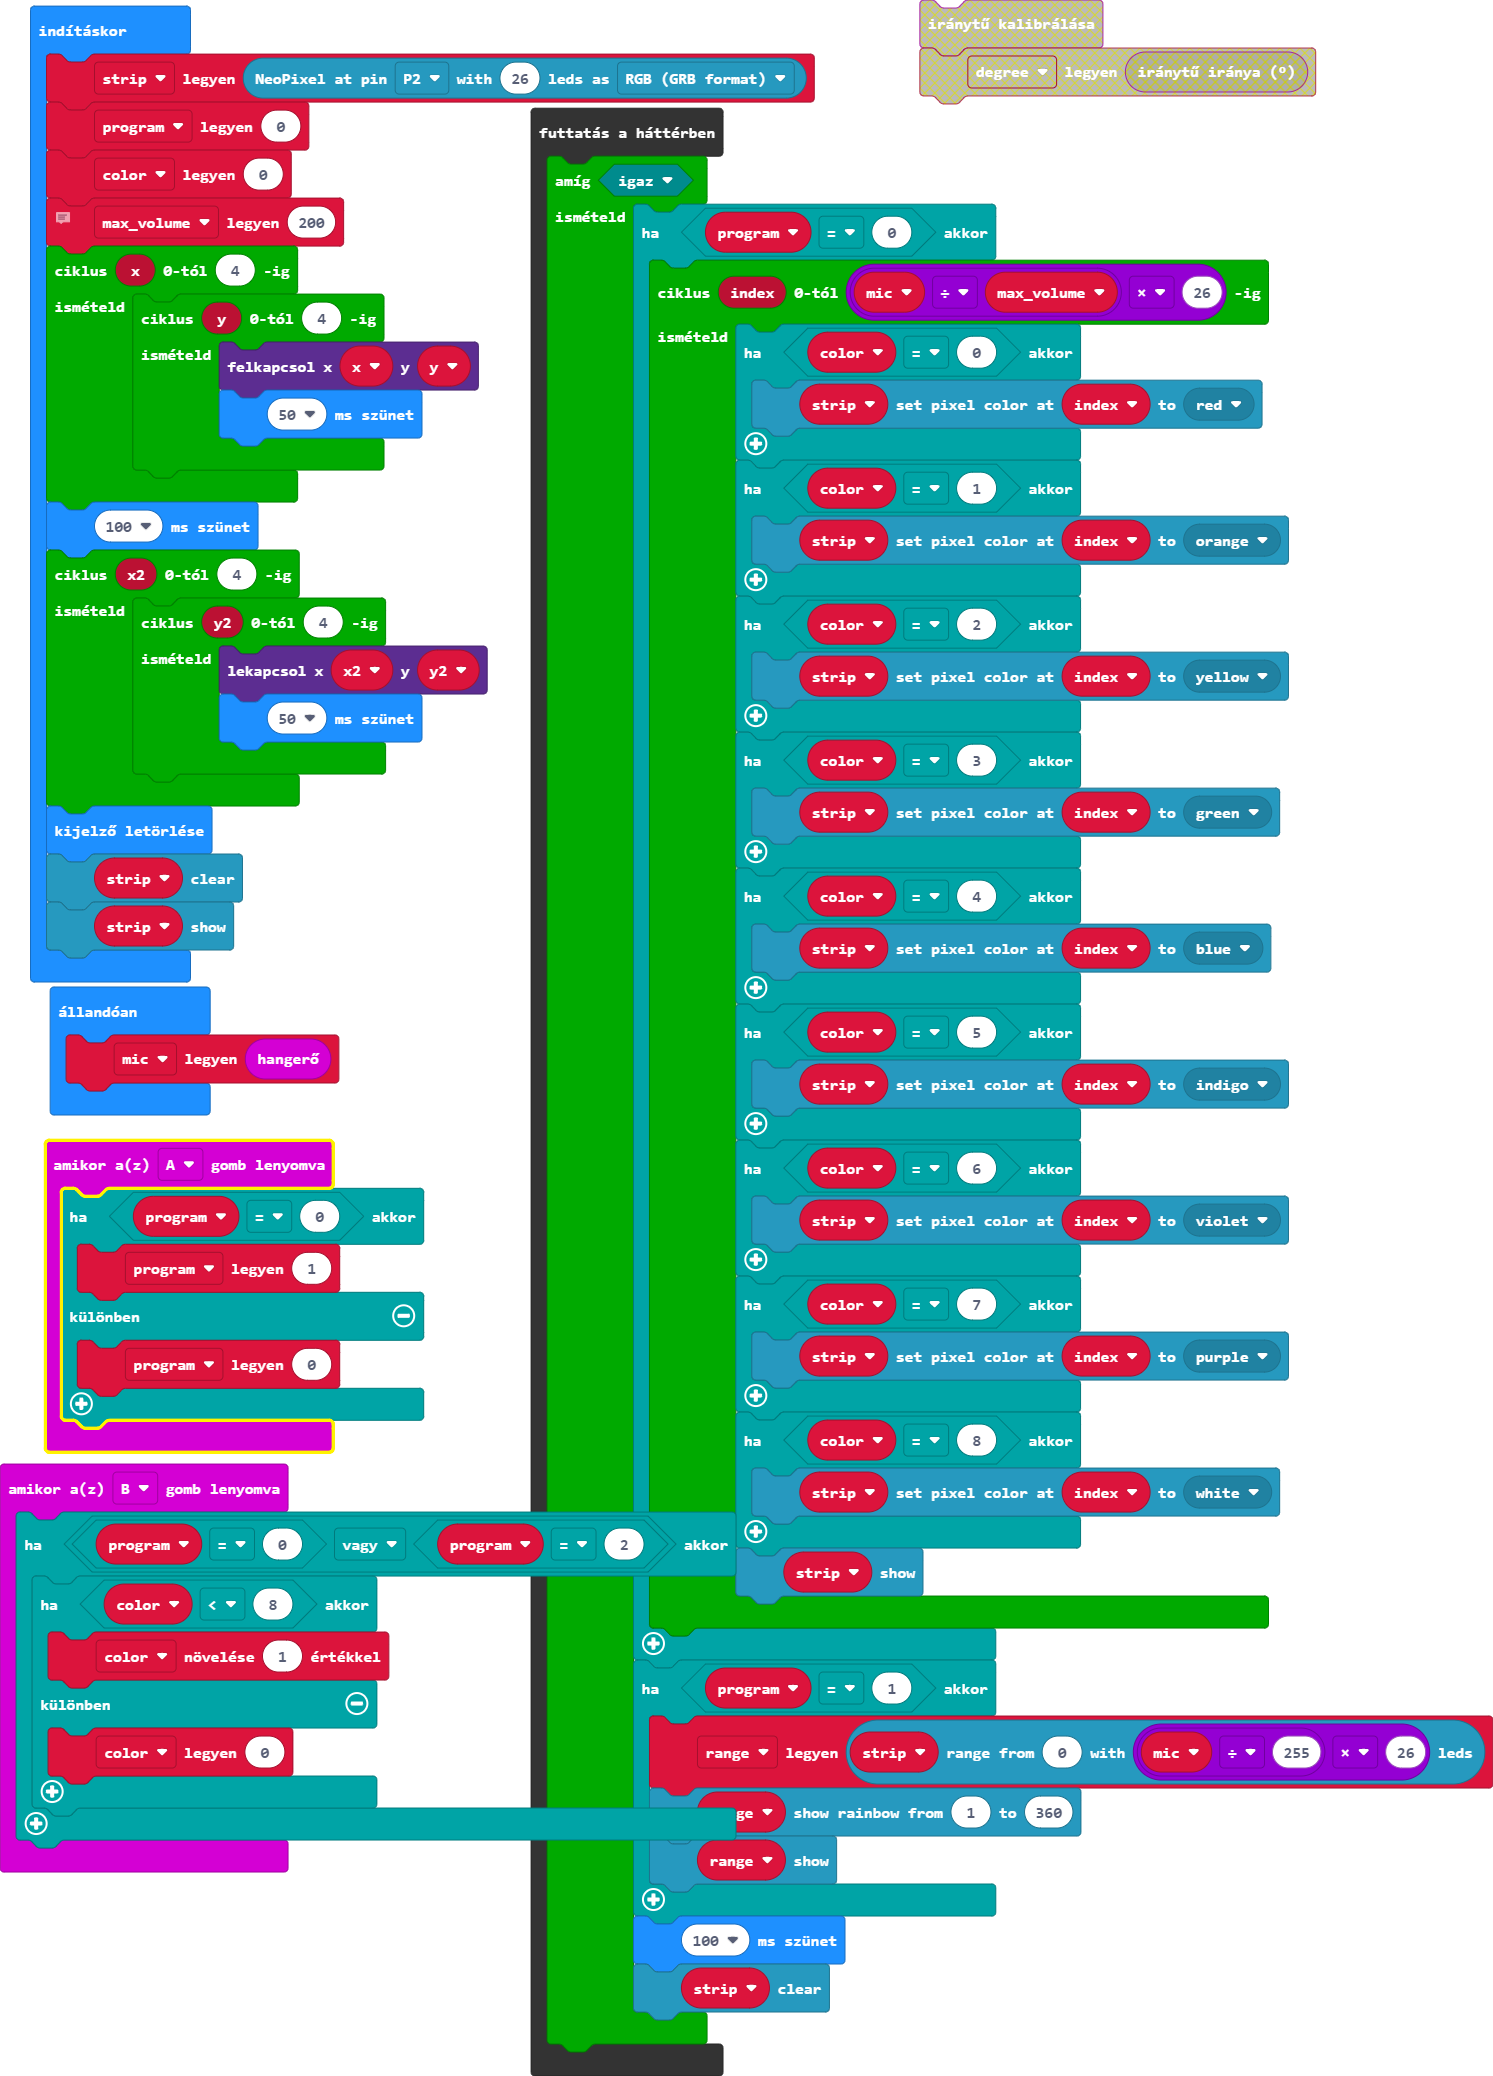 indításkor
strip legyen NeoPixel at pin P2 with 26 leds as RGB (GRB format)
program legyen 0
color legyen 0
max_volume legyen 200
ciklus x 0-tól 4 -ig
ismételd
ciklus y 0-tól 4 -ig
ismételd
felkapcsol x x y y
50 ms szünet
100 ms szünet
ciklus x2 0-tól 4 -ig
ismételd
ciklus y2 0-tól 4 -ig
ismételd
lekapcsol x x2 y y2
50 ms szünet
kijelző letörlése
strip clear
strip show
állandóan
mic legyen hangerő
amikor a(z) A gomb lenyomva
ha program = 0 akkor
program legyen 1
különben
program legyen 0
amikor a(z) B gomb lenyomva
ha program = 0 vagy program = 2 akkor
ha color < 8 akkor
color növelése 1 értékkel
különben
color legyen 0
futtatás a háttérben
amíg igaz
ismételd
ha program = 0 akkor
ciklus index 0-tól mic ÷ max_volume × 26 -ig
ismételd
ha color = 0 akkor
strip set pixel color at index to red
ha color = 1 akkor
strip set pixel color at index to orange
ha color = 2 akkor
strip set pixel color at index to yellow
ha color = 3 akkor
strip set pixel color at index to green
ha color = 4 akkor
strip set pixel color at index to blue
ha color = 5 akkor
strip set pixel color at index to indigo
ha color = 6 akkor
strip set pixel color at index to violet
ha color = 7 akkor
strip set pixel color at index to purple
ha color = 8 akkor
strip set pixel color at index to white
strip show
ha program = 1 akkor
range legyen strip range from 0 with mic ÷ 255 × 26 leds
ge show rainbow from 1 to 360
range show
100 ms szünet
strip clear
iránytű kalibrálása
degree legyen iránytű iránya (º)